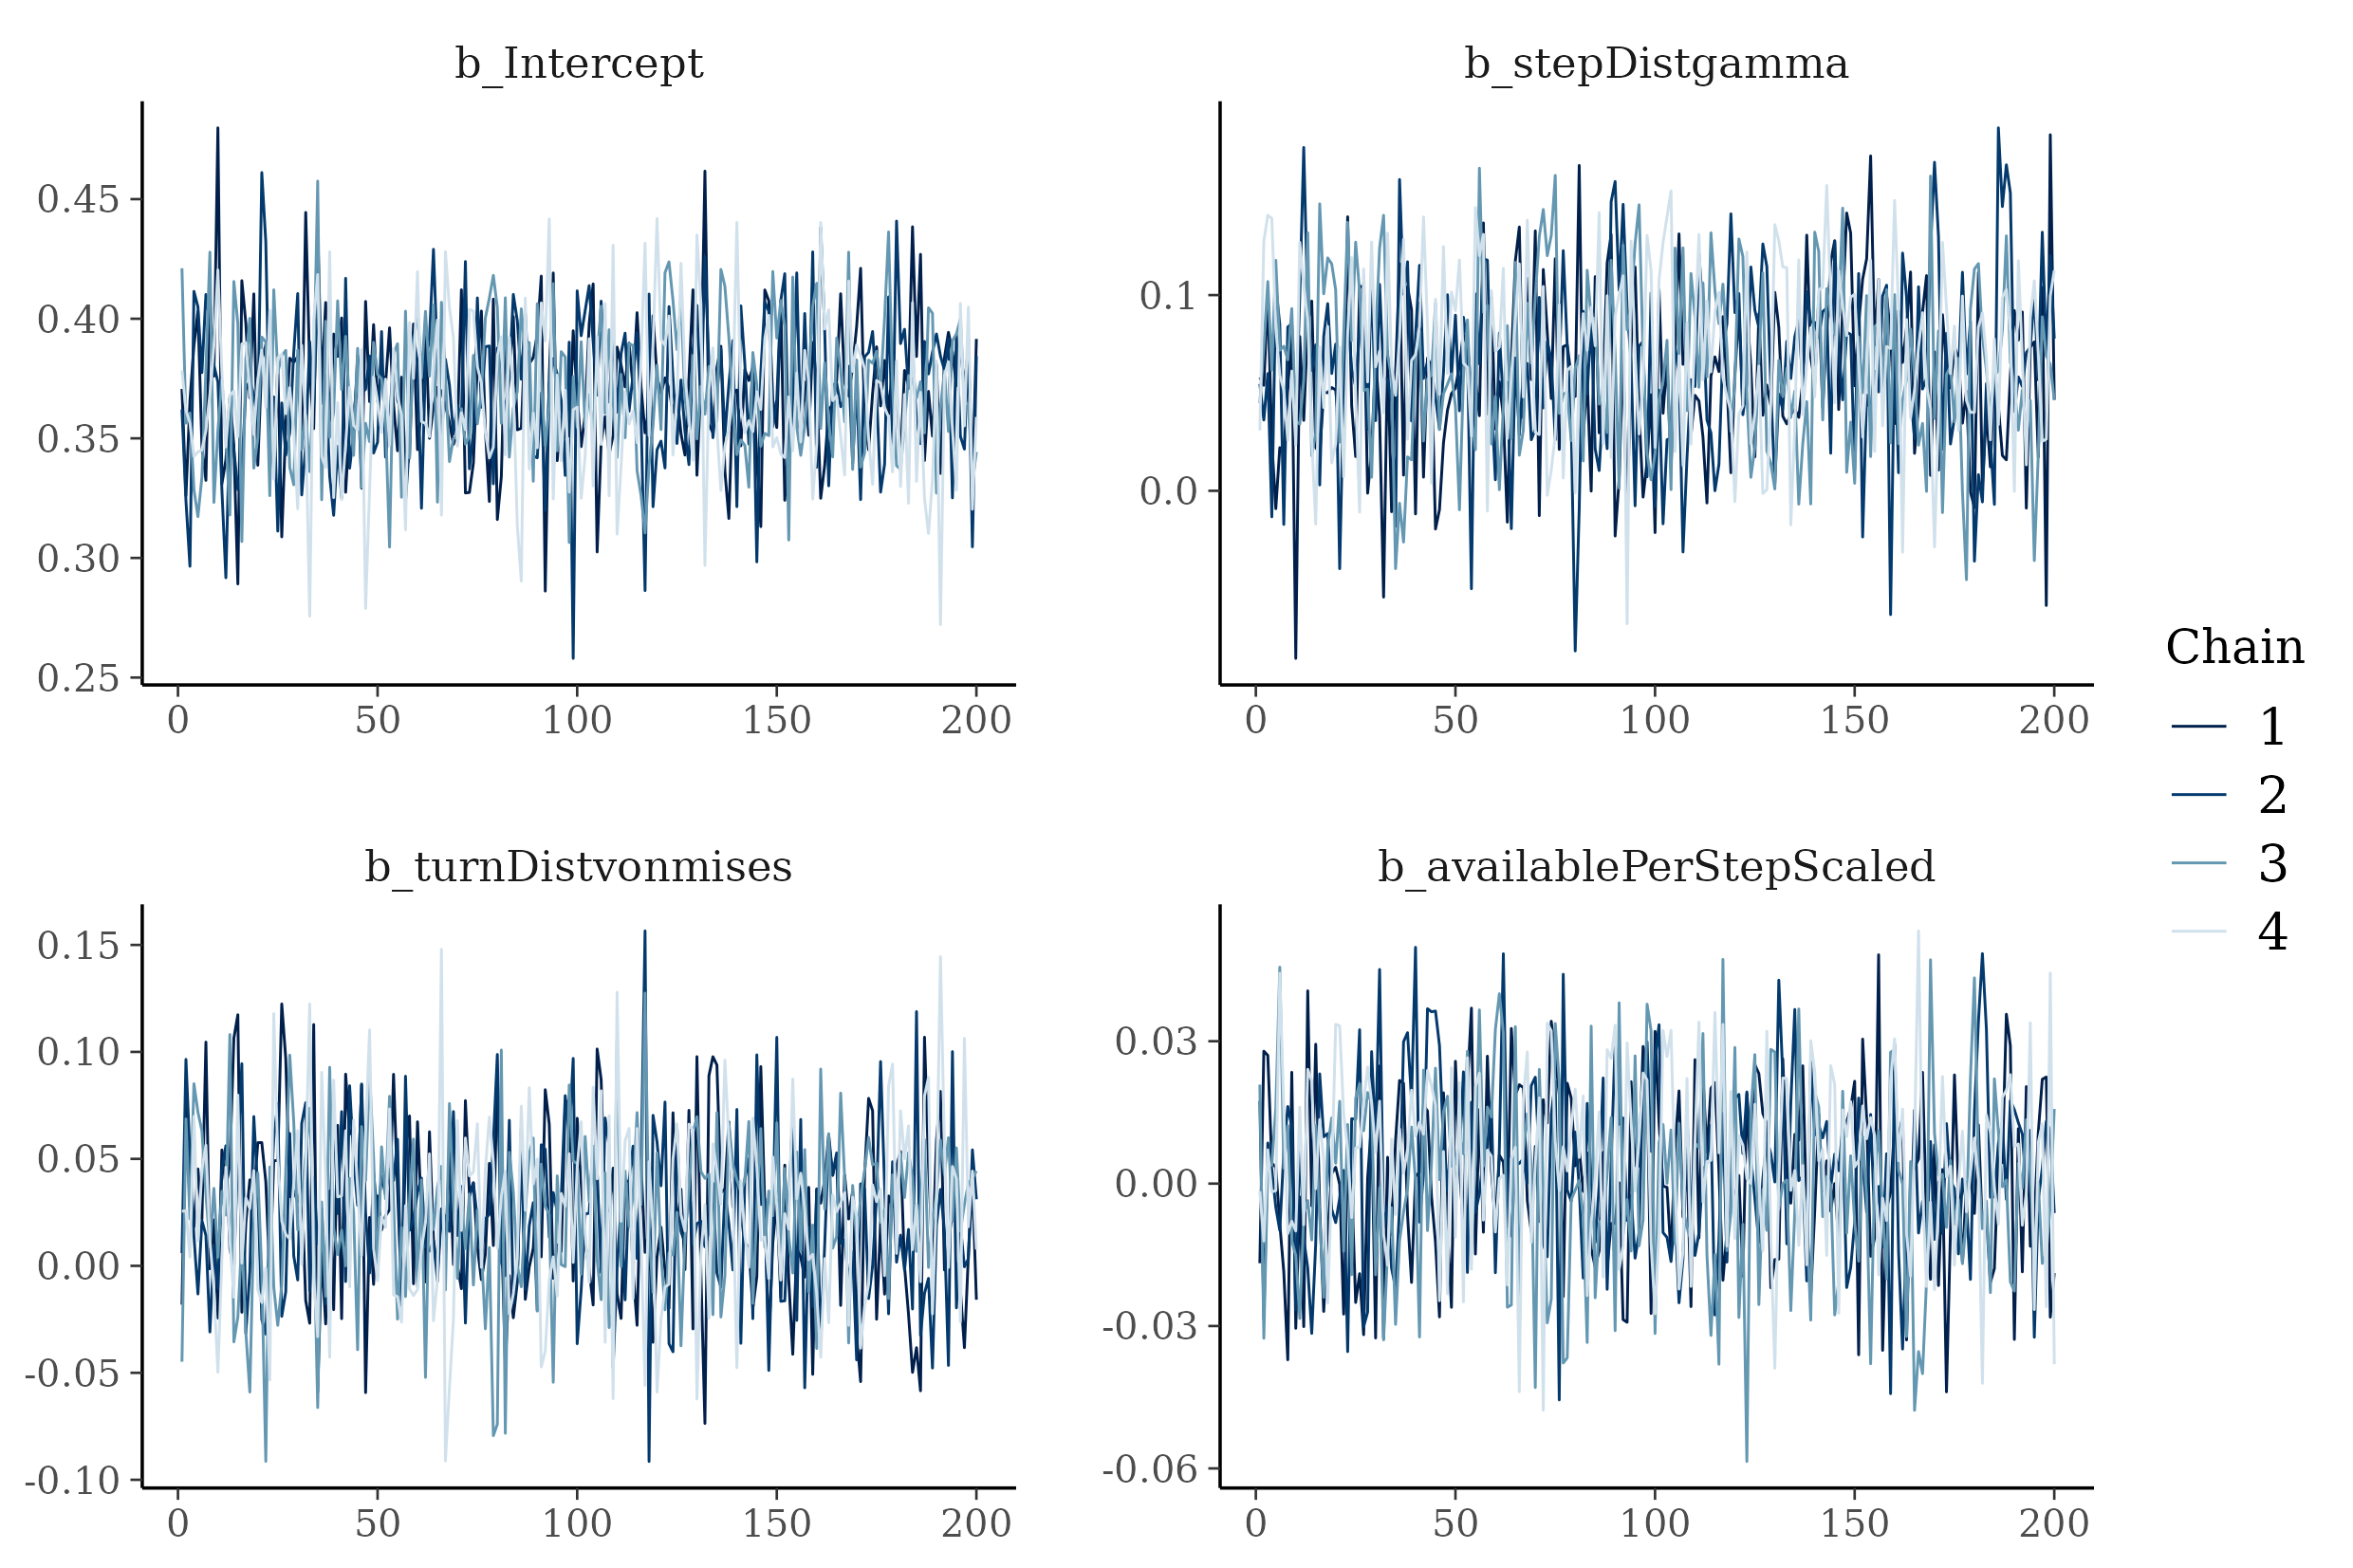 b_Intercept
0.45
0.40
0.35
0.30
0.25
0 50 100 150 200
b_stepDistgamma
0.1
0.0
0 50 100 150 200
b_turnDistvonmises
0.15
0.10
0.05
0.00
-0.05
-0.10
0 50 100 150 200
b_availablePerStepScaled
0.03
0.00
-0.03
-0.06
0 50 100 150 200
Chain
1
2
3
4